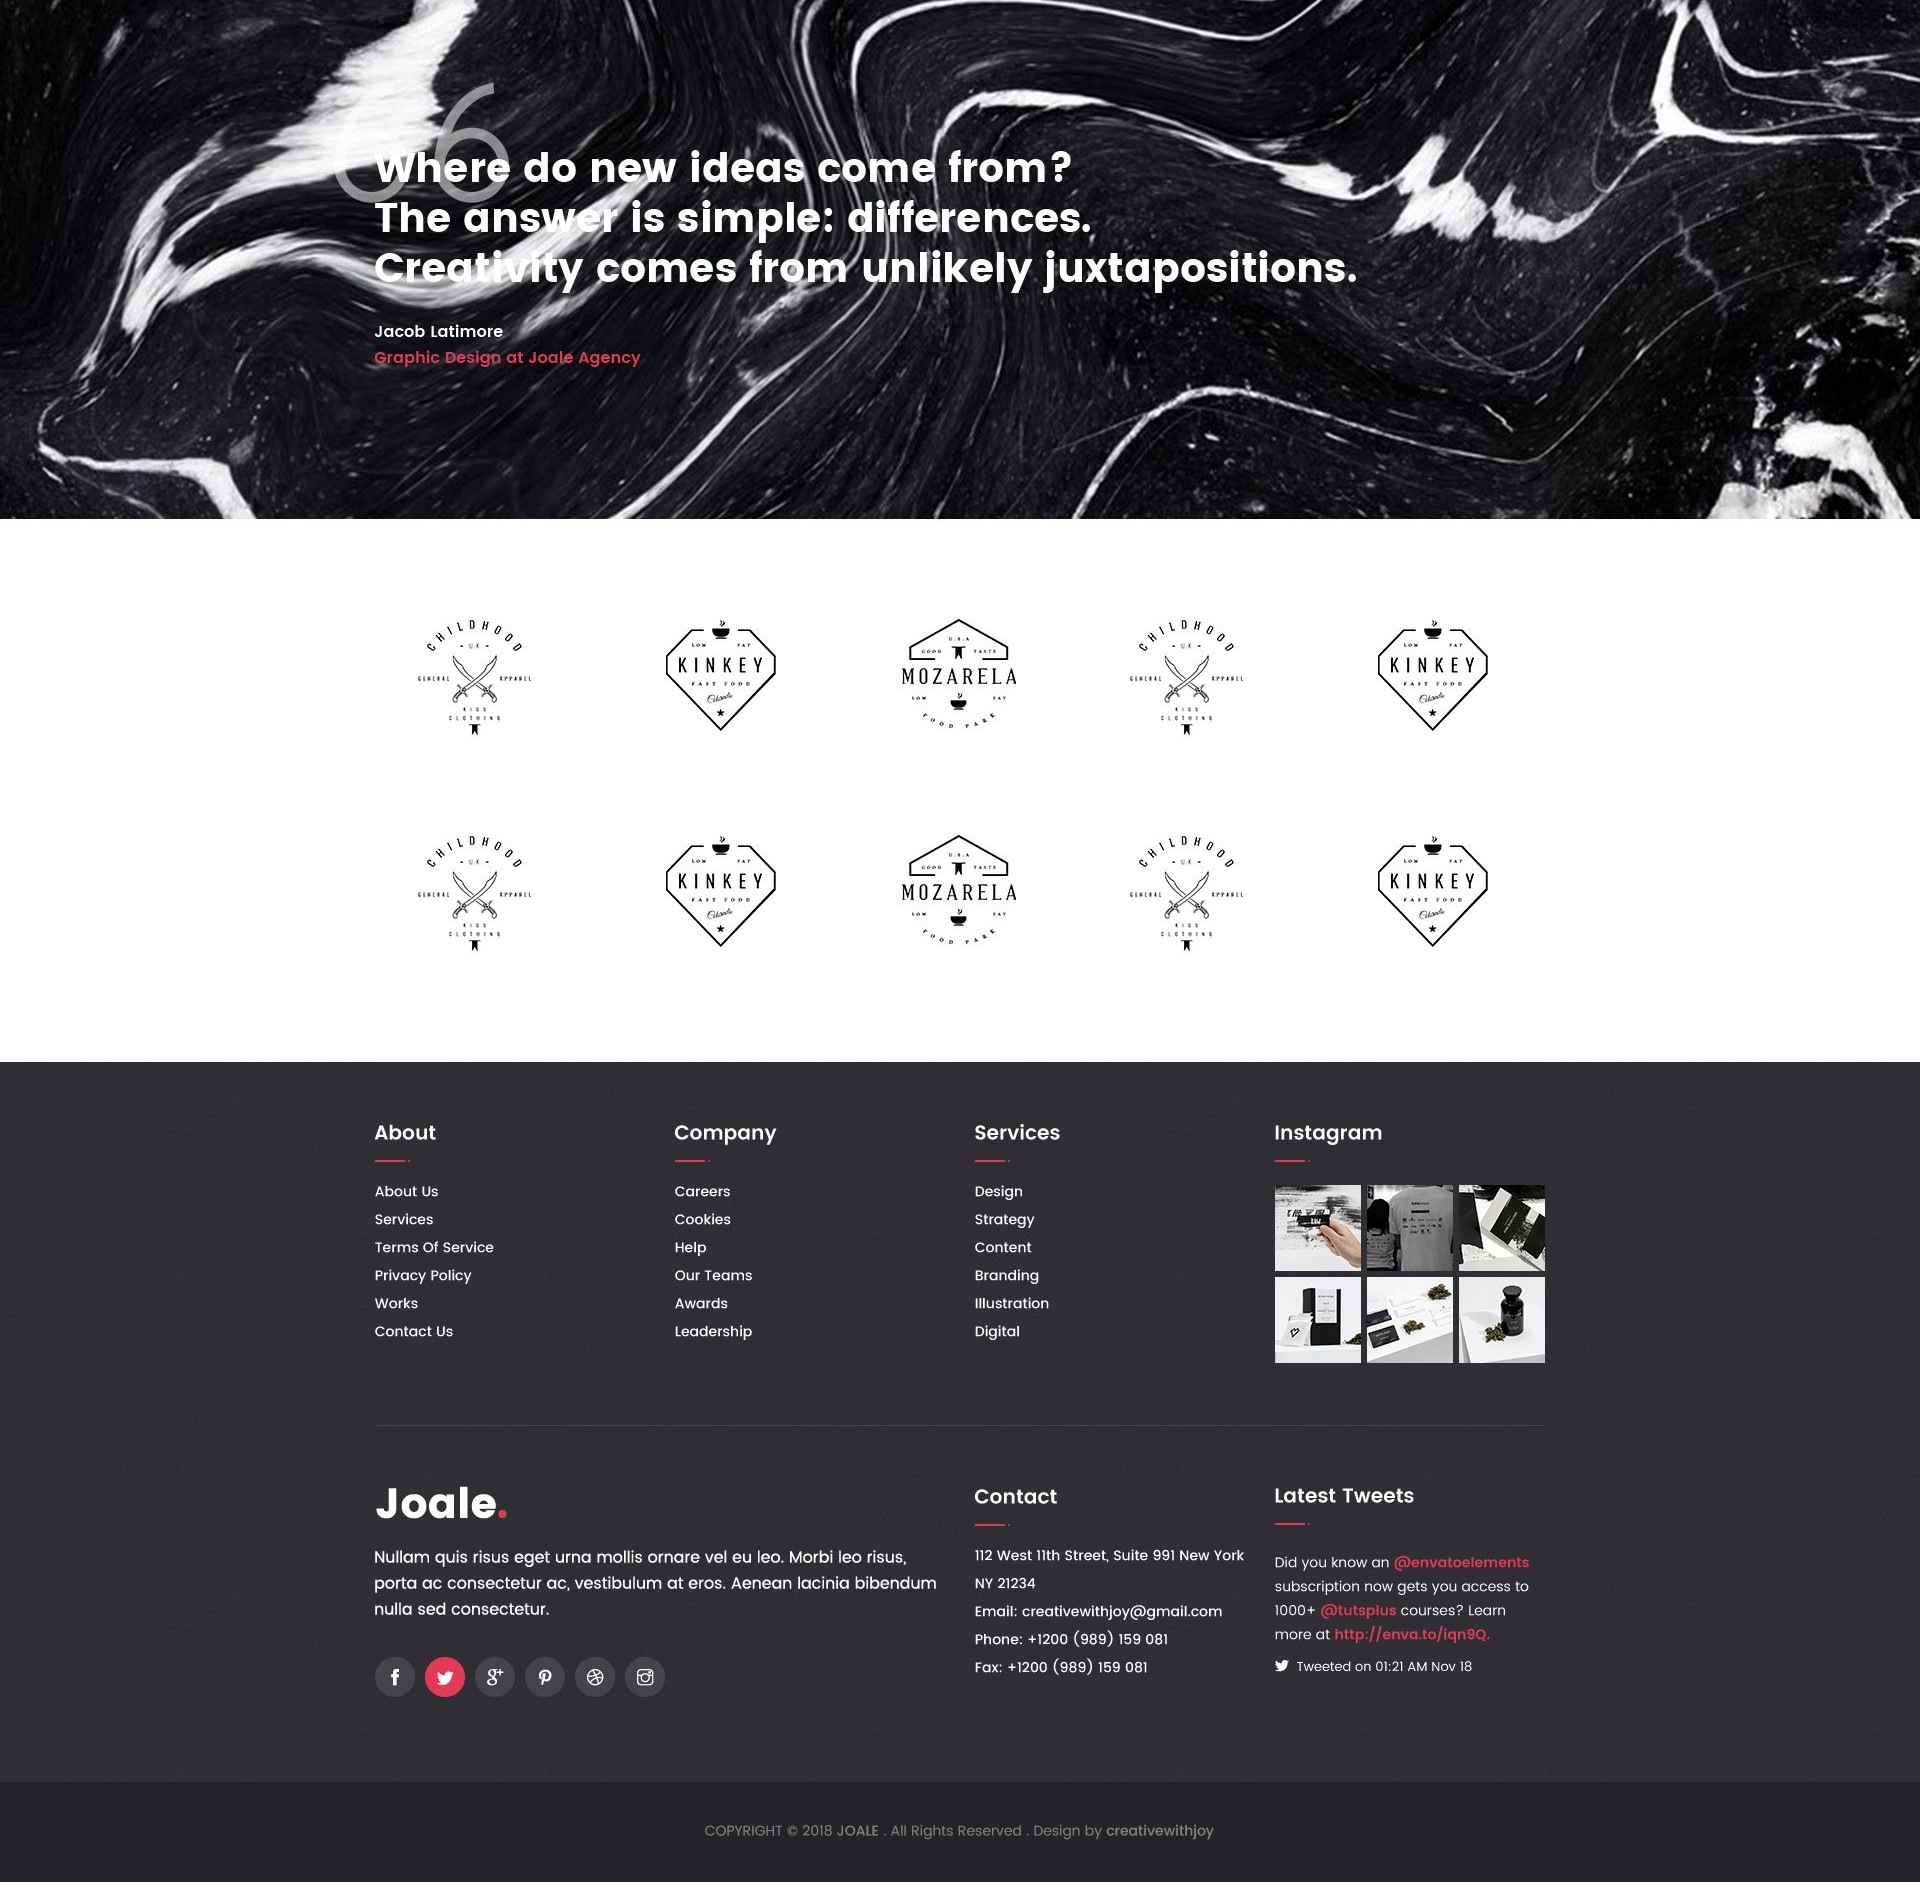 Where do new ideas come from?
The answer is simple: differences.
Creativity comes from unlikely juxtapositions.
Jacob Latimore
Graphic Design at Joale Agency
CHILDHOOD
- U.K -
GENERAL APPAREL
KIDS
CLOTHING
LOW FAT
KINKEY
FAST FOOD
U.S.A
GOOD TASTE
MOZARELA
LOW FAT
FOOD PARK
CHILDHOOD
- U.K -
GENERAL APPAREL
KIDS
CLOTHING
LOW FAT
KINKEY
FAST FOOD
CHILDHOOD
- U.K -
GENERAL APPAREL
KIDS
CLOTHING
LOW FAT
KINKEY
FAST FOOD
U.S.A
GOOD TASTE
MOZARELA
LOW FAT
FOOD PARK
CHILDHOOD
- U.K -
GENERAL APPAREL
KIDS
CLOTHING
LOW FAT
KINKEY
FAST FOOD
About
About Us
Services
Terms Of Service
Privacy Policy
Works
Contact Us
Company
Careers
Cookies
Help
Our Teams
Awards
Leadership
Services
Design
Strategy
Content
Branding
Illustration
Digital
Instagram
Joale.
Nullam quis risus eget urna mollis ornare vel eu leo. Morbi leo risus,
porta ac consectetur ac, vestibulum at eros. Aenean lacinia bibendum
nulla sed consectetur.
Contact
112 West 11th Street, Suite 991 New York
NY 21234
Email: creativewithjoy@gmail.com
Phone: +1200 (989) 159 081
Fax: +1200 (989) 159 081
Latest Tweets
Did you know an @envatoelements
subscription now gets you access to
1000+ @tutsplus courses? Learn
more at http://enva.to/iqn9Q.
Tweeted on 01:21 AM Nov 18
COPYRIGHT © 2018 JOALE . All Rights Reserved . Design by creativewithjoy